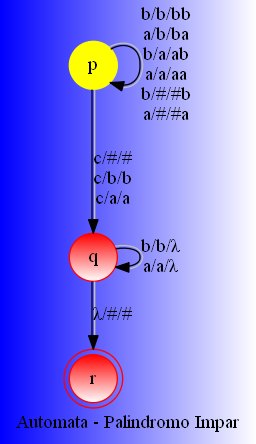 b/b/bb
a/b/ba
p
b/a/ab
a/a/aa
b/#/#b
a/#/#a
c/#/#
c/b/b
c/a/a
q
b/b/λ
a/a/λ
λ/#/#
r
Automata - Palindromo Impar